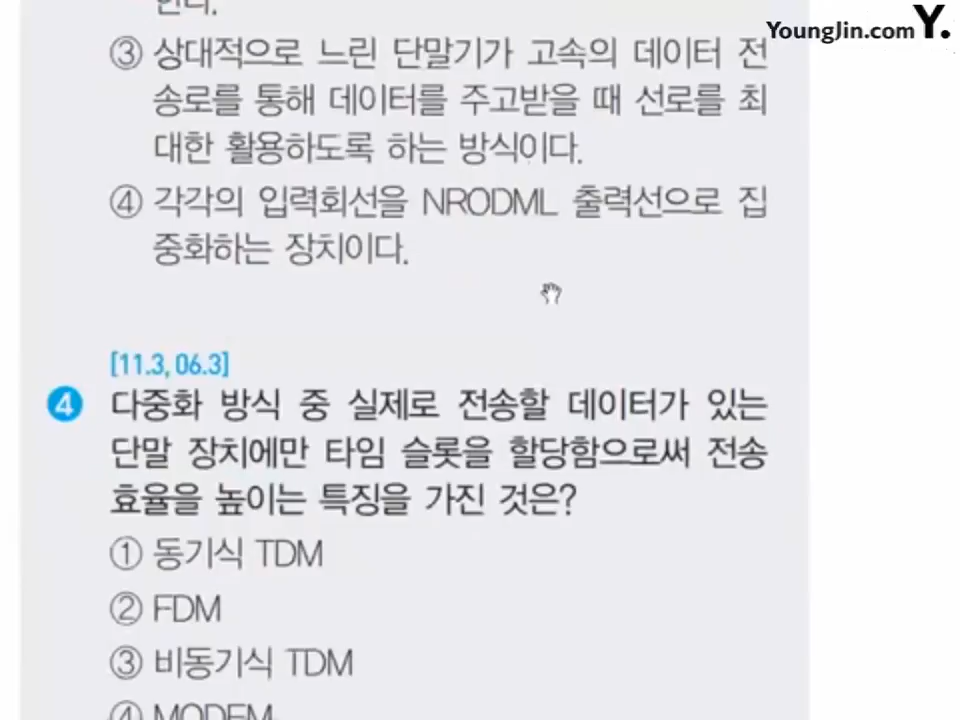 한다.
YoungJin.com Y.
③ 상대적으로 느린 단말기가 고속의 데이터 전
송로를 통해 데이터를 주고받을 때 선로를 최
대한 활용하도록 하는 방식이다.
④ 각각의 입력회선을 NRODML 출력선으로 집
중화하는 장치이다.
[11.3, 06.3]
4 다중화 방식 중 실제로 전송할 데이터가 있는
단말 장치에만 타임 슬롯을 할당함으로써 전송
효율을 높이는 특징을 가진 것은?
① 동기식 TDM
② FDM
③ 비동기식 TDM
④ MODEM